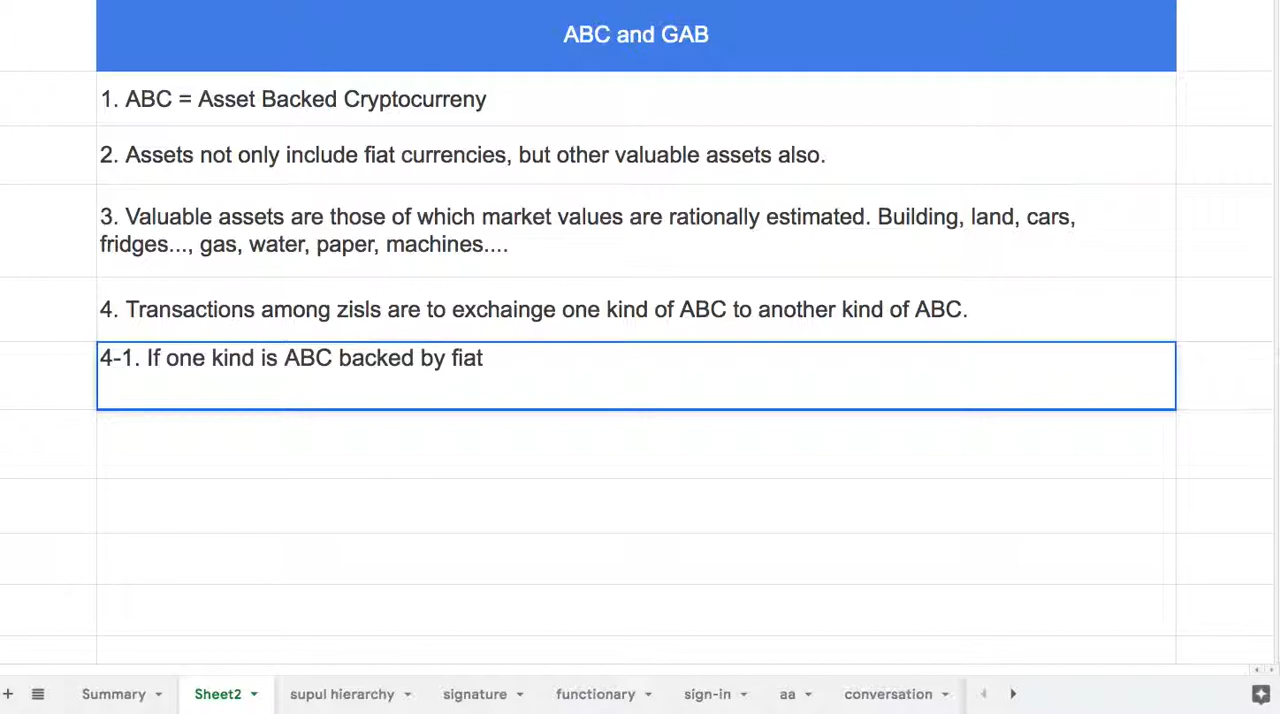 ABC and GAB
1. ABC = Asset Backed Cryptocurreny
2. Assets not only include fiat currencies, but other valuable assets also.
3. Valuable assets are those of which market values are rationally estimated. Building, land, cars,
fridges..., gas, water, paper, machines....
4. Transactions among zisls are to exchainge one kind of ABC to another kind of ABC.
4-1. If one kind is ABC backed by fiat
Summary Sheet2 supul hierarchy signature functionary sign-in aa conversation